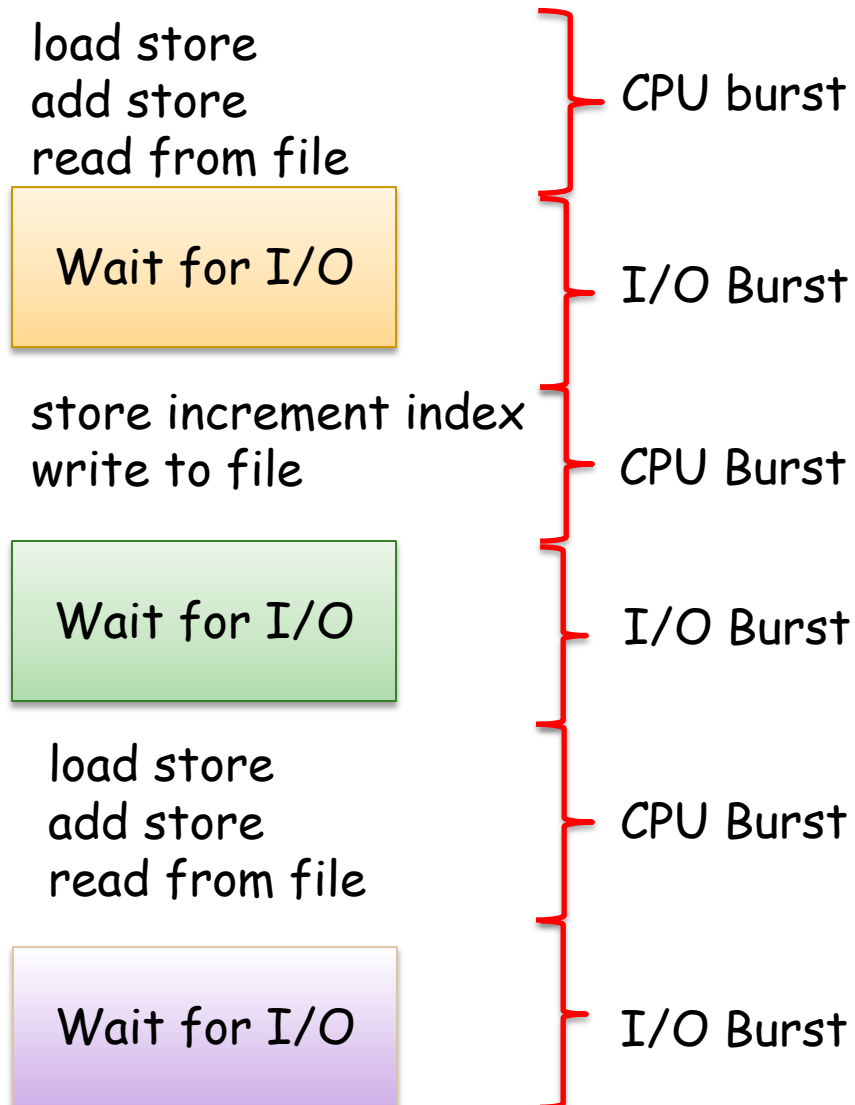 load store
add store
read from file
CPU burst
Wait for I/O
I/O Burst
store increment index
write to file
CPU Burst
Wait for I/O
I/O Burst
load store
add store
read from file
CPU Burst
Wait for I/O
I/O Burst